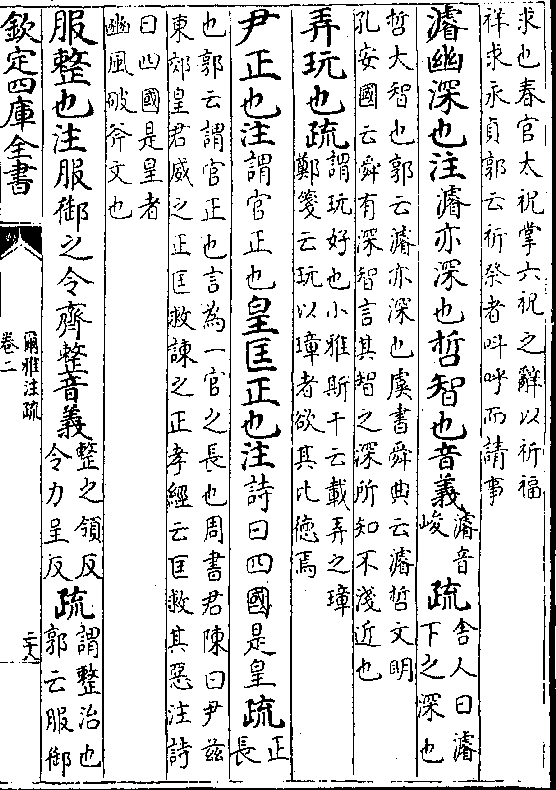 求也春官太祝掌六祝之辭以祈福
祥求永貞郭云祈祭者叫呼而請事
濬幽深也注濬亦深也哲智也音義濬音
峻疏舍人曰濬
下之深也
哲大智也郭云濬亦深也虞書舜典云濬哲文明
孔安國云舜有深智言其智之深所知不淺近也
弄玩也疏謂玩好也小雅斯干云載弄之璋
鄭箋云玩以璋者欲其比德焉
尹正也注謂官正也皇匡正也注詩曰四國是皇疏正
長
也郭云謂官正也言為一官之長也周書君陳曰尹茲
東郊皇君威之正匡救諫之正孝經云匡救其惡注詩
曰四國是皇者
豳風破斧文也
服整也注服御之令齊整音義整之領反
令力呈反疏謂整治也
郭云服御
欽定四庫全書
爾雅注疏
卷二
二十八